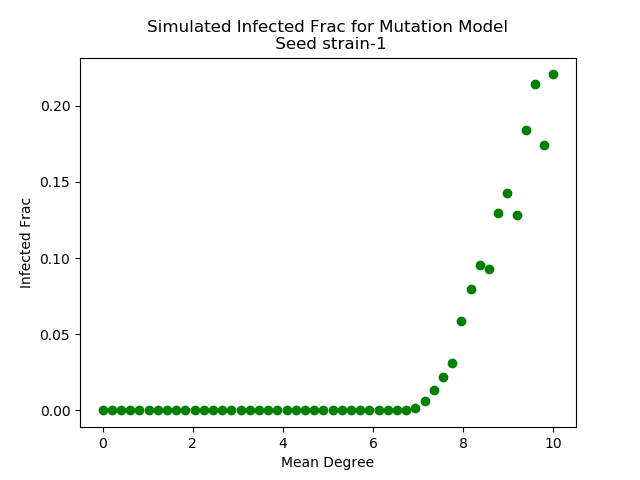 Simulated Infected Frac for Mutation Model
Seed strain-1
0.20
0.15
0.10
0.05
0.00
Infected Frac
0 2 4 6 8 10
Mean Degree